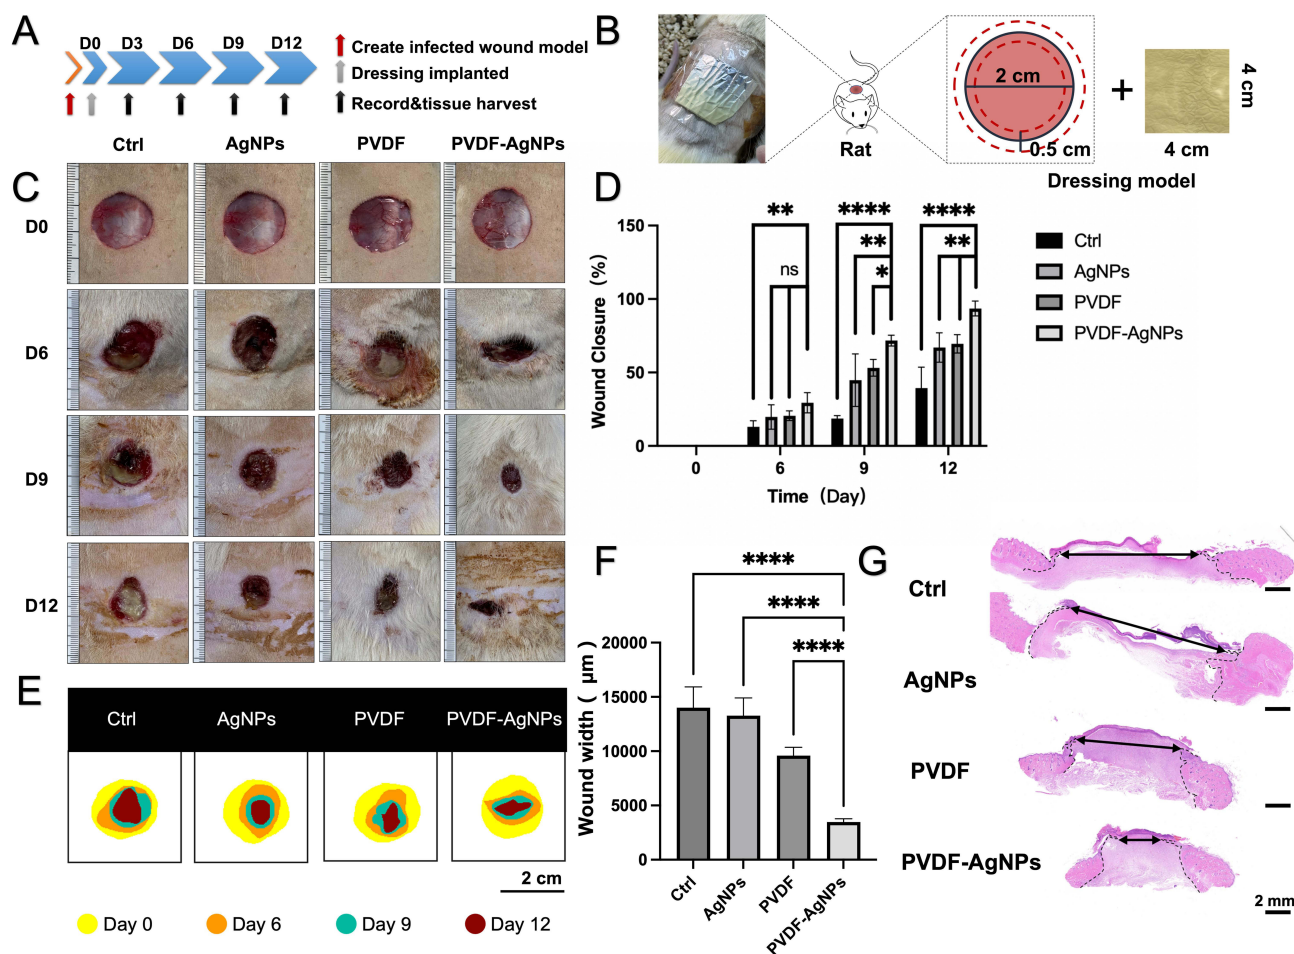 A
D0 D3 D6 D9 D12
Create infected wound model
Dressing implanted
Record&tissue harvest
B
Rat
2 cm
0.5 cm
4 cm
4 cm
Dressing model
C
Ctrl AgNPs PVDF PVDF-AgNPs
D0
D6
D9
D12
D
Wound Closure (%)
150
100
50
0
** **** ****
** **
ns *
0 6 9 12
Time (Day)
Ctrl
AgNPs
PVDF
PVDF-AgNPs
E
Ctrl AgNPs PVDF PVDF-AgNPs
2 cm
Day 0 Day 6 Day 9 Day 12
F
Wound width ( μm)
20000
15000
10000
5000
0
****
****
****
Ctrl
AgNPs
PVDF
PVDF-AgNPs
G
Ctrl
AgNPs
PVDF
PVDF-AgNPs
2 mm